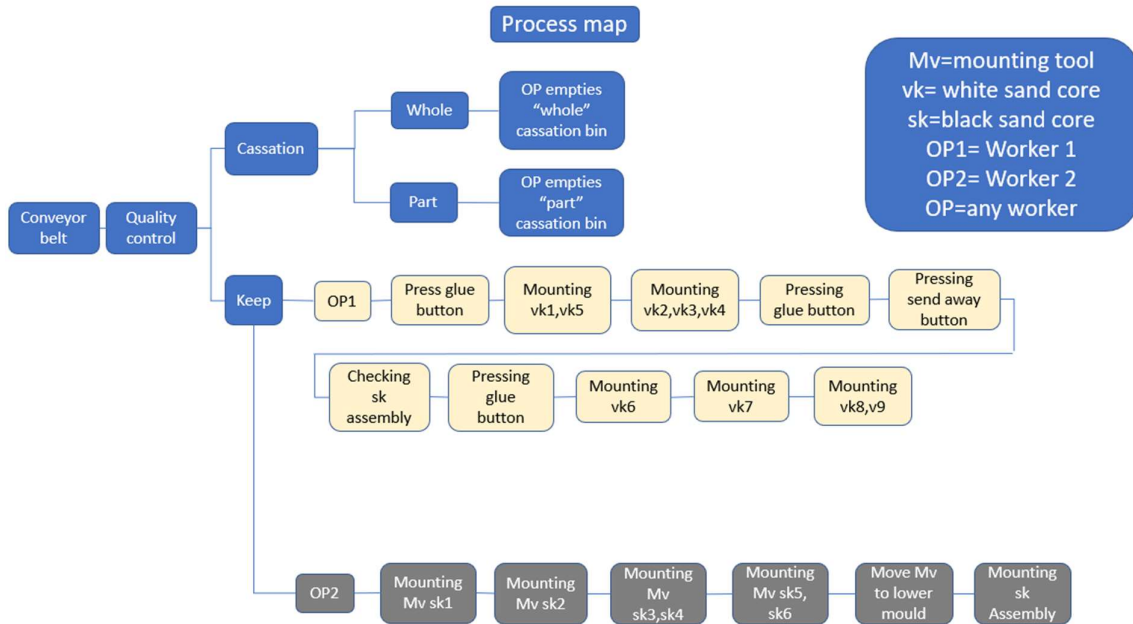 Process map
Mv=mounting tool
vk= white sand core
sk=black sand core
OP1= Worker 1
OP2= Worker 2
OP=any worker
Conveyor
belt
Quality
control
Cassation
Whole
OP empties
“whole”
cassation bin
Part
OP empties
“part”
cassation bin
Keep
OP1
Press glue
button
Mounting
vk1,vk5
Mounting
vk2,vk3,vk4
Pressing
glue button
Pressing
send away
button
Checking
sk
assembly
Pressing
glue
button
Mounting
vk6
Mounting
vk7
Mounting
vk8,v9
OP2
Mounting
Mv sk1
Mounting
Mv sk2
Mounting
Mv
sk3,sk4
Mounting
Mv sk5,
sk6
Move Mv
to lower
mould
Mounting
sk
Assembly